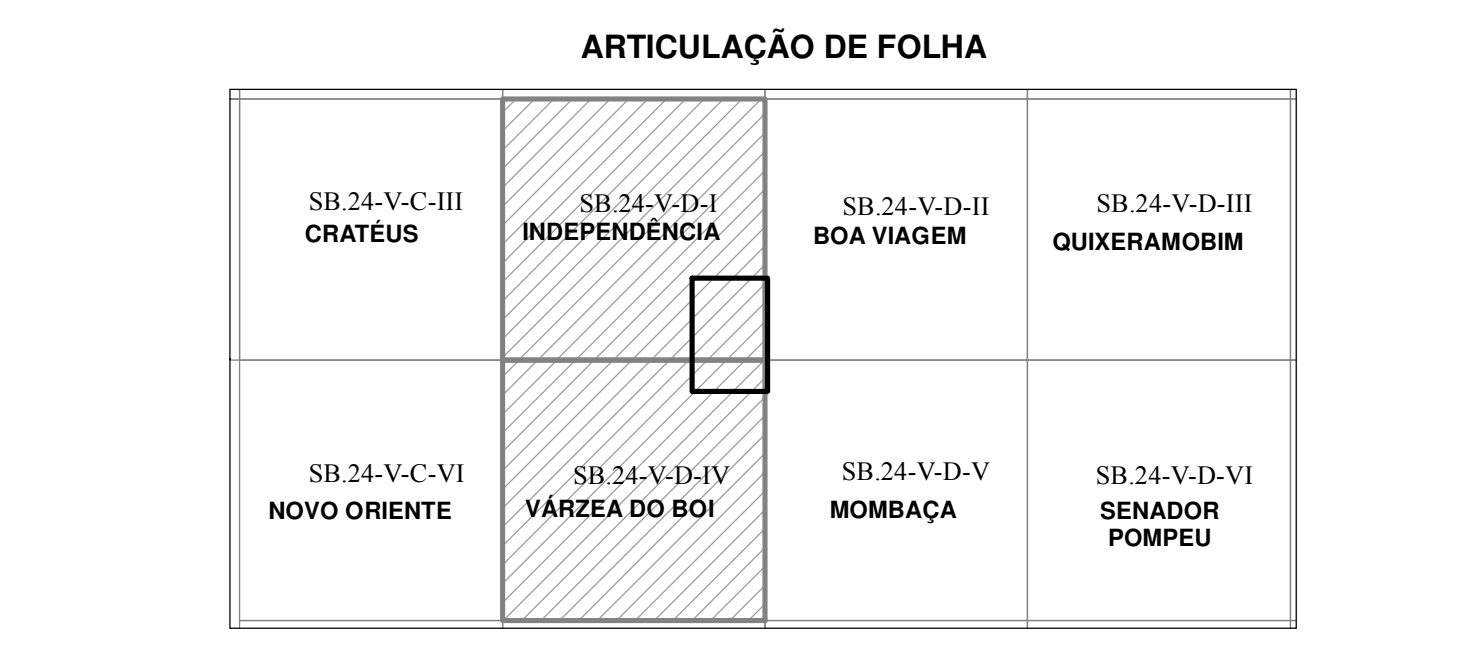 ARTICULAÇÃO DE FOLHA
SB.24-V-C-III
CRATÉUS
SB.24-V-D-I
INDEPENDÊNCIA
SB.24-V-D-II
BOA VIAGEM
SB.24-V-D-III
QUIXERAMOBIM
SB.24-V-C-VI
NOVO ORIENTE
SB.24-V-D-IV
VÁRZEA DO BOI
SB.24-V-D-V
MOMBAÇA
SB.24-V-D-VI
SENADOR
POMPEU